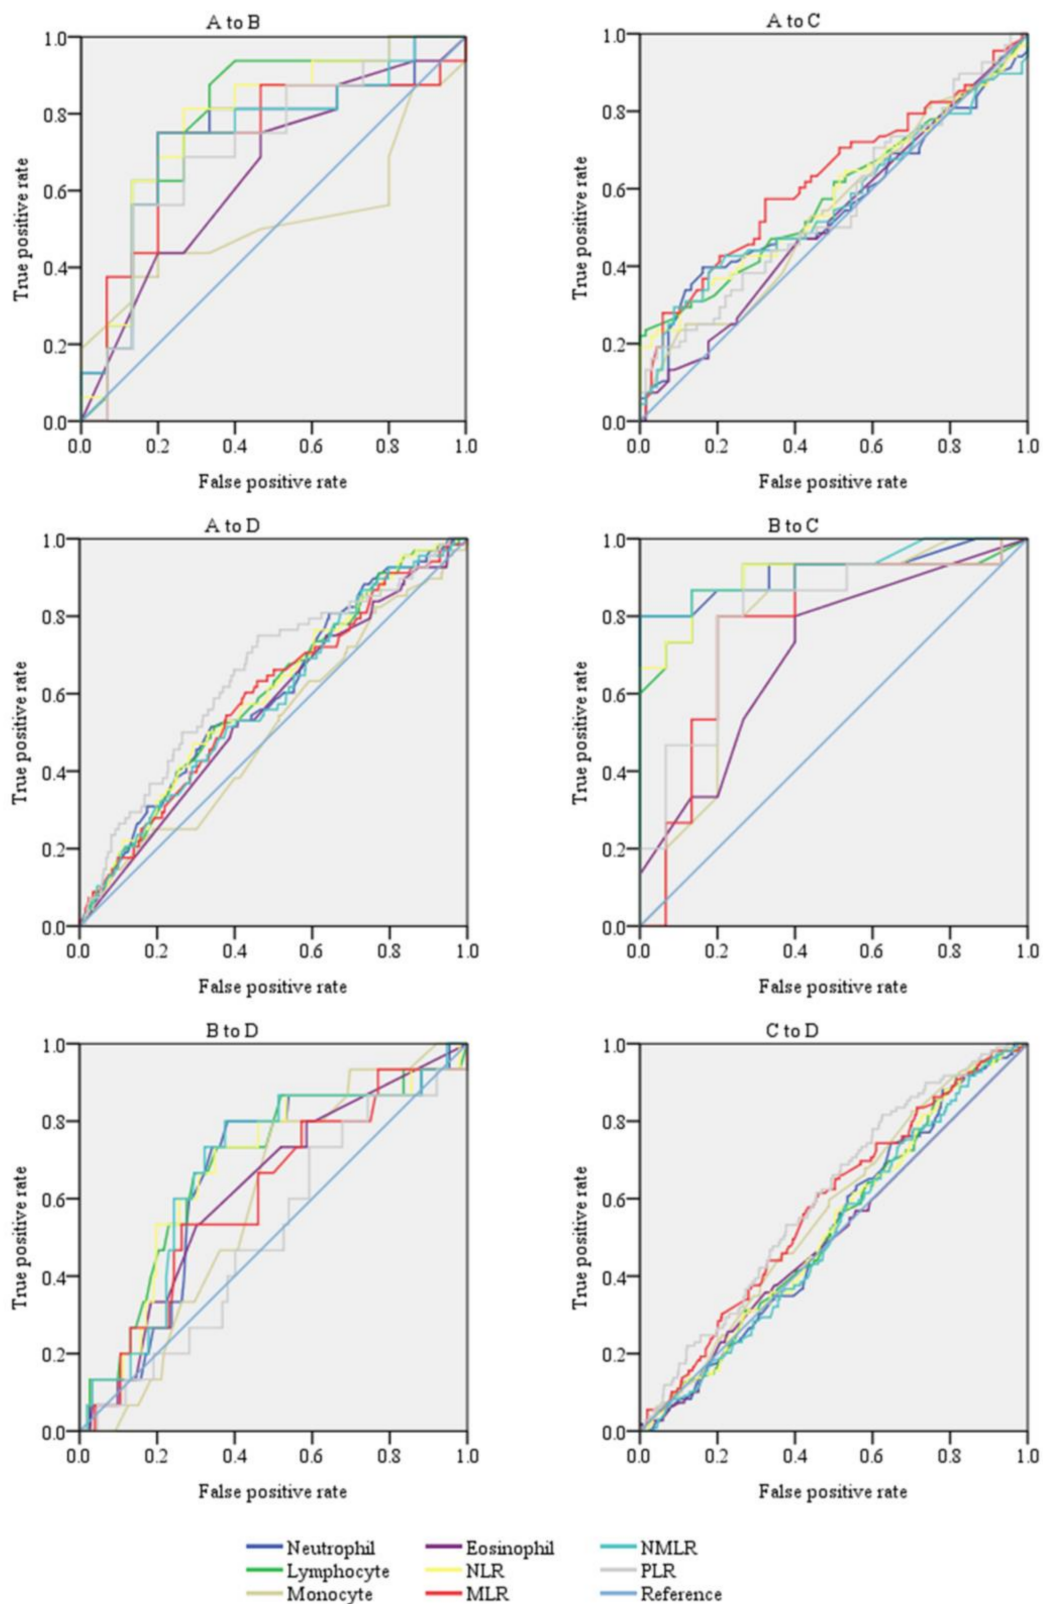 A to B
A to C
1.0
0.8
0.6
0.4
0.2
0.0
True positive rate
0.0 0.2 0.4 0.6 0.8 1.0
False positive rate
1.0
0.8
0.6
0.4
0.2
0.0
True positive rate
0.0 0.2 0.4 0.6 0.8 1.0
False positive rate
A to D
B to C
1.0
0.8
0.6
0.4
0.2
0.0
True positive rate
0.0 0.2 0.4 0.6 0.8 1.0
False positive rate
1.0
0.8
0.6
0.4
0.2
0.0
True positive rate
0.0 0.2 0.4 0.6 0.8 1.0
False positive rate
B to D
C to D
1.0
0.8
0.6
0.4
0.2
0.0
True positive rate
0.0 0.2 0.4 0.6 0.8 1.0
False positive rate
1.0
0.8
0.6
0.4
0.2
0.0
True positive rate
0.0 0.2 0.4 0.6 0.8 1.0
False positive rate
Neutrophil Eosinophil NMLR
Lymphocyte NLR PLR
Monocyte MLR Reference